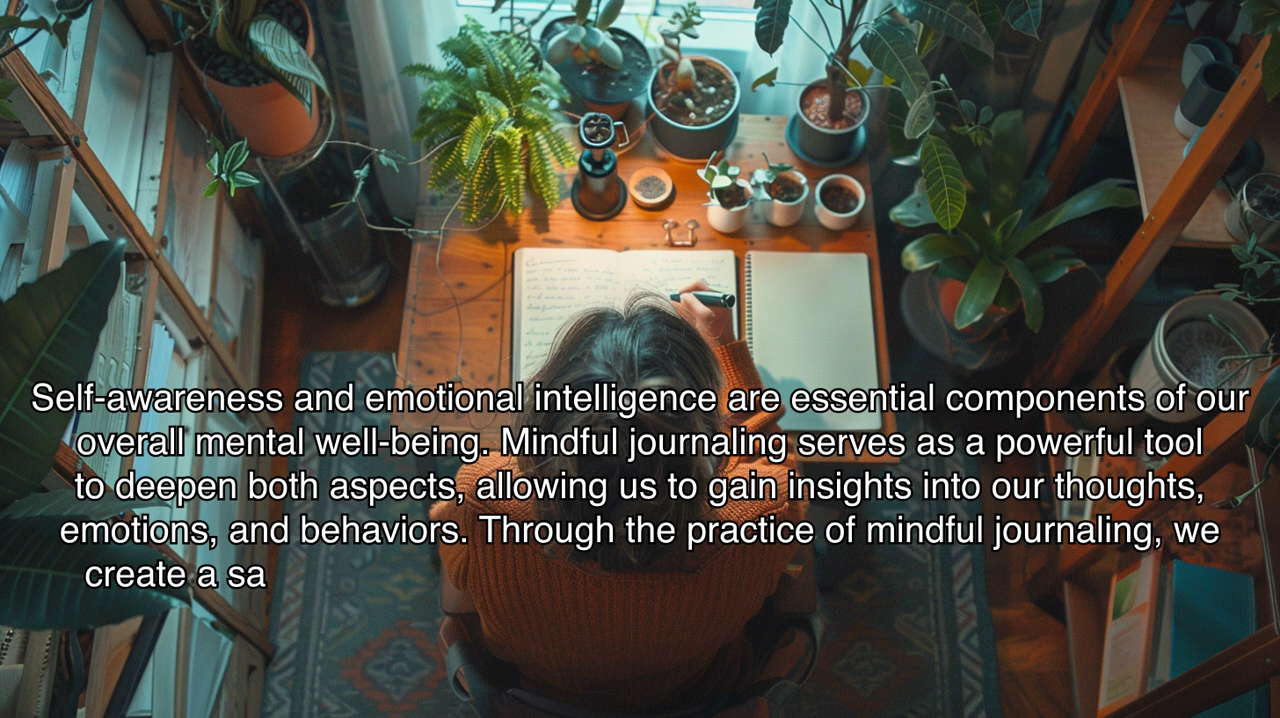 Self-awareness and emotional intelligence are essential components of our
overall mental well-being. Mindful journaling serves as a powerful tool
to deepen both aspects, allowing us to gain insights into our thoughts,
emotions, and behaviors. Through the practice of mindful journaling, we
create a sa